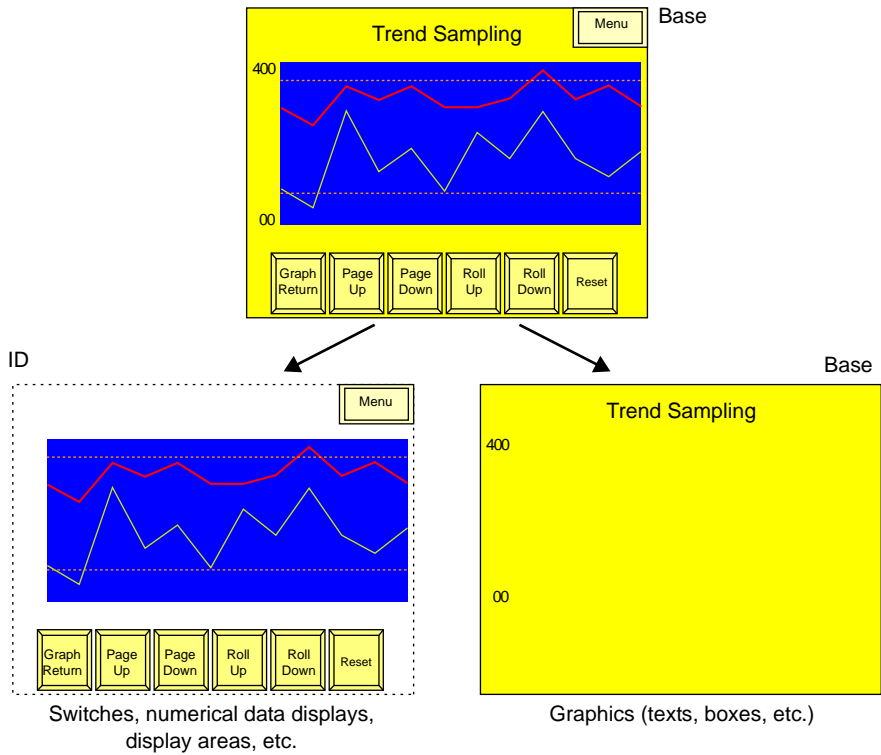 Trend Sampling
Menu
Base
400
00
Graph
Return
Page
Up
Page
Down
Roll
Up
Roll
Down
Reset
ID
Menu
Graph
Return
Page
Up
Page
Down
Roll
Up
Roll
Down
Reset
Switches, numerical data displays,
display areas, etc.
Base
Trend Sampling
400
00
Graphics (texts, boxes, etc.)